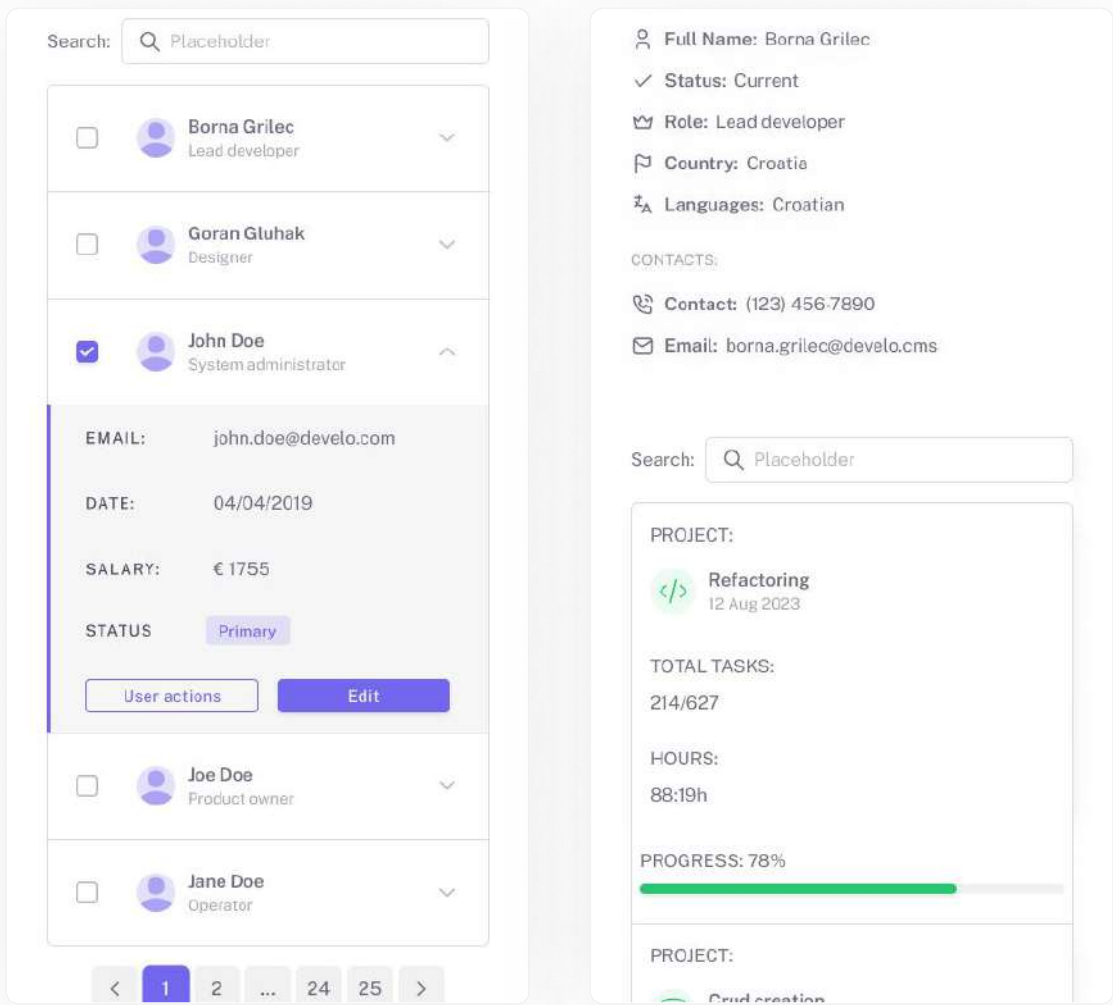 Search: Placeholder
Borna Grilec
Lead developer
Goran Gluhak
Designer
John Doe
System administrator
EMAIL: john.doe@develo.com
DATE: 04/04/2019
SALARY: € 1755
STATUS Primary
User actions Edit
Joe Doe
Product owner
Jane Doe
Operator
1 2 ... 24 25
Full Name: Borna Grilec
Status: Current
Role: Lead developer
Country: Croatia
Languages: Croatian
CONTACTS:
Contact: (123) 456-7890
Email: borna.grilec@develo.cms
Search: Placeholder
PROJECT:
Refactoring
12 Aug 2023
TOTAL TASKS:
214/627
HOURS:
88:19h
PROGRESS: 78%
PROJECT:
Crud creation